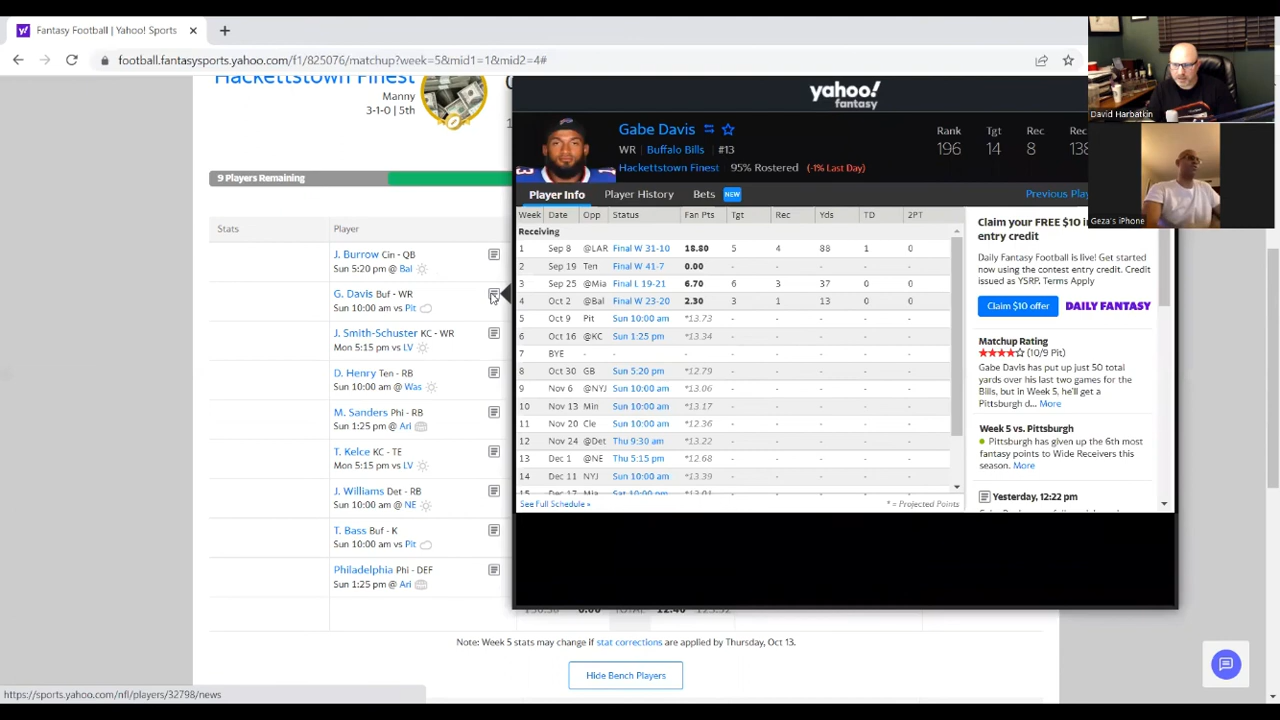 Fantasy Football | Yahoo! Sports
football.fantasysports.yahoo.com/f1/825076/matchup?week=5&mid1=1&mid2=4#
David Harbatkin
Geza's iPhone
Hackettstown Finest
Manny
3-1-0 | 5th
9 Players Remaining
Stats Player
J. Burrow Cin - QB
Sun 5:20 pm @ Bal
G. Davis Buf - WR
Sun 10:00 am vs Pit
J. Smith-Schuster KC - WR
Mon 5:15 pm vs LV
D. Henry Ten - RB
Sun 10:00 am @ Was
M. Sanders Phi - RB
Sun 1:25 pm @ Ari
T. Kelce KC - TE
Mon 5:15 pm vs LV
J. Williams Det - RB
Sun 10:00 am @ NE
T. Bass Buf - K
Sun 10:00 am vs Pit
Philadelphia Phi - DEF
Sun 1:25 pm @ Ari
yahoo!
fantasy
Gabe Davis
WR Buffalo Bills #13
Hackettstown Finest 95% Rostered (-1% Last Day)
Rank Tgt Rec Rec
196 14 8 138
Player Info Player History Bets NEW Previous Play
Week Date Opp Status Fan Pts Tgt Rec Yds TD 2PT
Receiving
1 Sep 8 @LAR Final W 31-10 18.80 5 4 88 1 0
2 Sep 19 Ten Final W 41-7 0.00 - - - - -
3 Sep 25 @Mia Final L 19-21 6.70 6 3 37 0 0
4 Oct 2 @Bal Final W 23-20 2.30 3 1 13 0 0
5 Oct 9 Pit Sun 10:00 am *13.73 - - - - -
6 Oct 16 @KC Sun 1:25 pm *13.34 - - - - -
7 BYE - - - - - - -
8 Oct 30 GB Sun 5:20 pm *12.79 - - - - -
9 Nov 6 @NYJ Sun 10:00 am *13.06 - - - - -
10 Nov 13 Min Sun 10:00 am *13.17 - - - - -
11 Nov 20 Cle Sun 10:00 am *12.36 - - - - -
12 Nov 24 @Det Thu 9:30 am *13.22 - - - - -
13 Dec 1 @NE Thu 5:15 pm *12.68 - - - - -
14 Dec 11 NYJ Sun 10:00 am *13.39 - - - - -
15 Dec 17 Mia Sat 10:00 pm *13.01 - - - - -
See Full Schedule » * = Projected Points
Claim your FREE $10 in
entry credit
Daily Fantasy Football is live! Get started
now using the contest entry credit. Credit
issued as YSRP. Terms Apply
Claim $10 offer DAILY FANTASY
Matchup Rating
(10/9 Pit)
Gabe Davis has put up just 50 total
yards over his last two games for the
Bills, but in Week 5, he'll get a
Pittsburgh d... More
Week 5 vs. Pittsburgh
Pittsburgh has given up the 6th most
fantasy points to Wide Receivers this
season. More
Yesterday, 12:22 pm
Note: Week 5 stats may change if stat corrections are applied by Thursday, Oct 13.
Hide Bench Players
https://sports.yahoo.com/nfl/players/32798/news